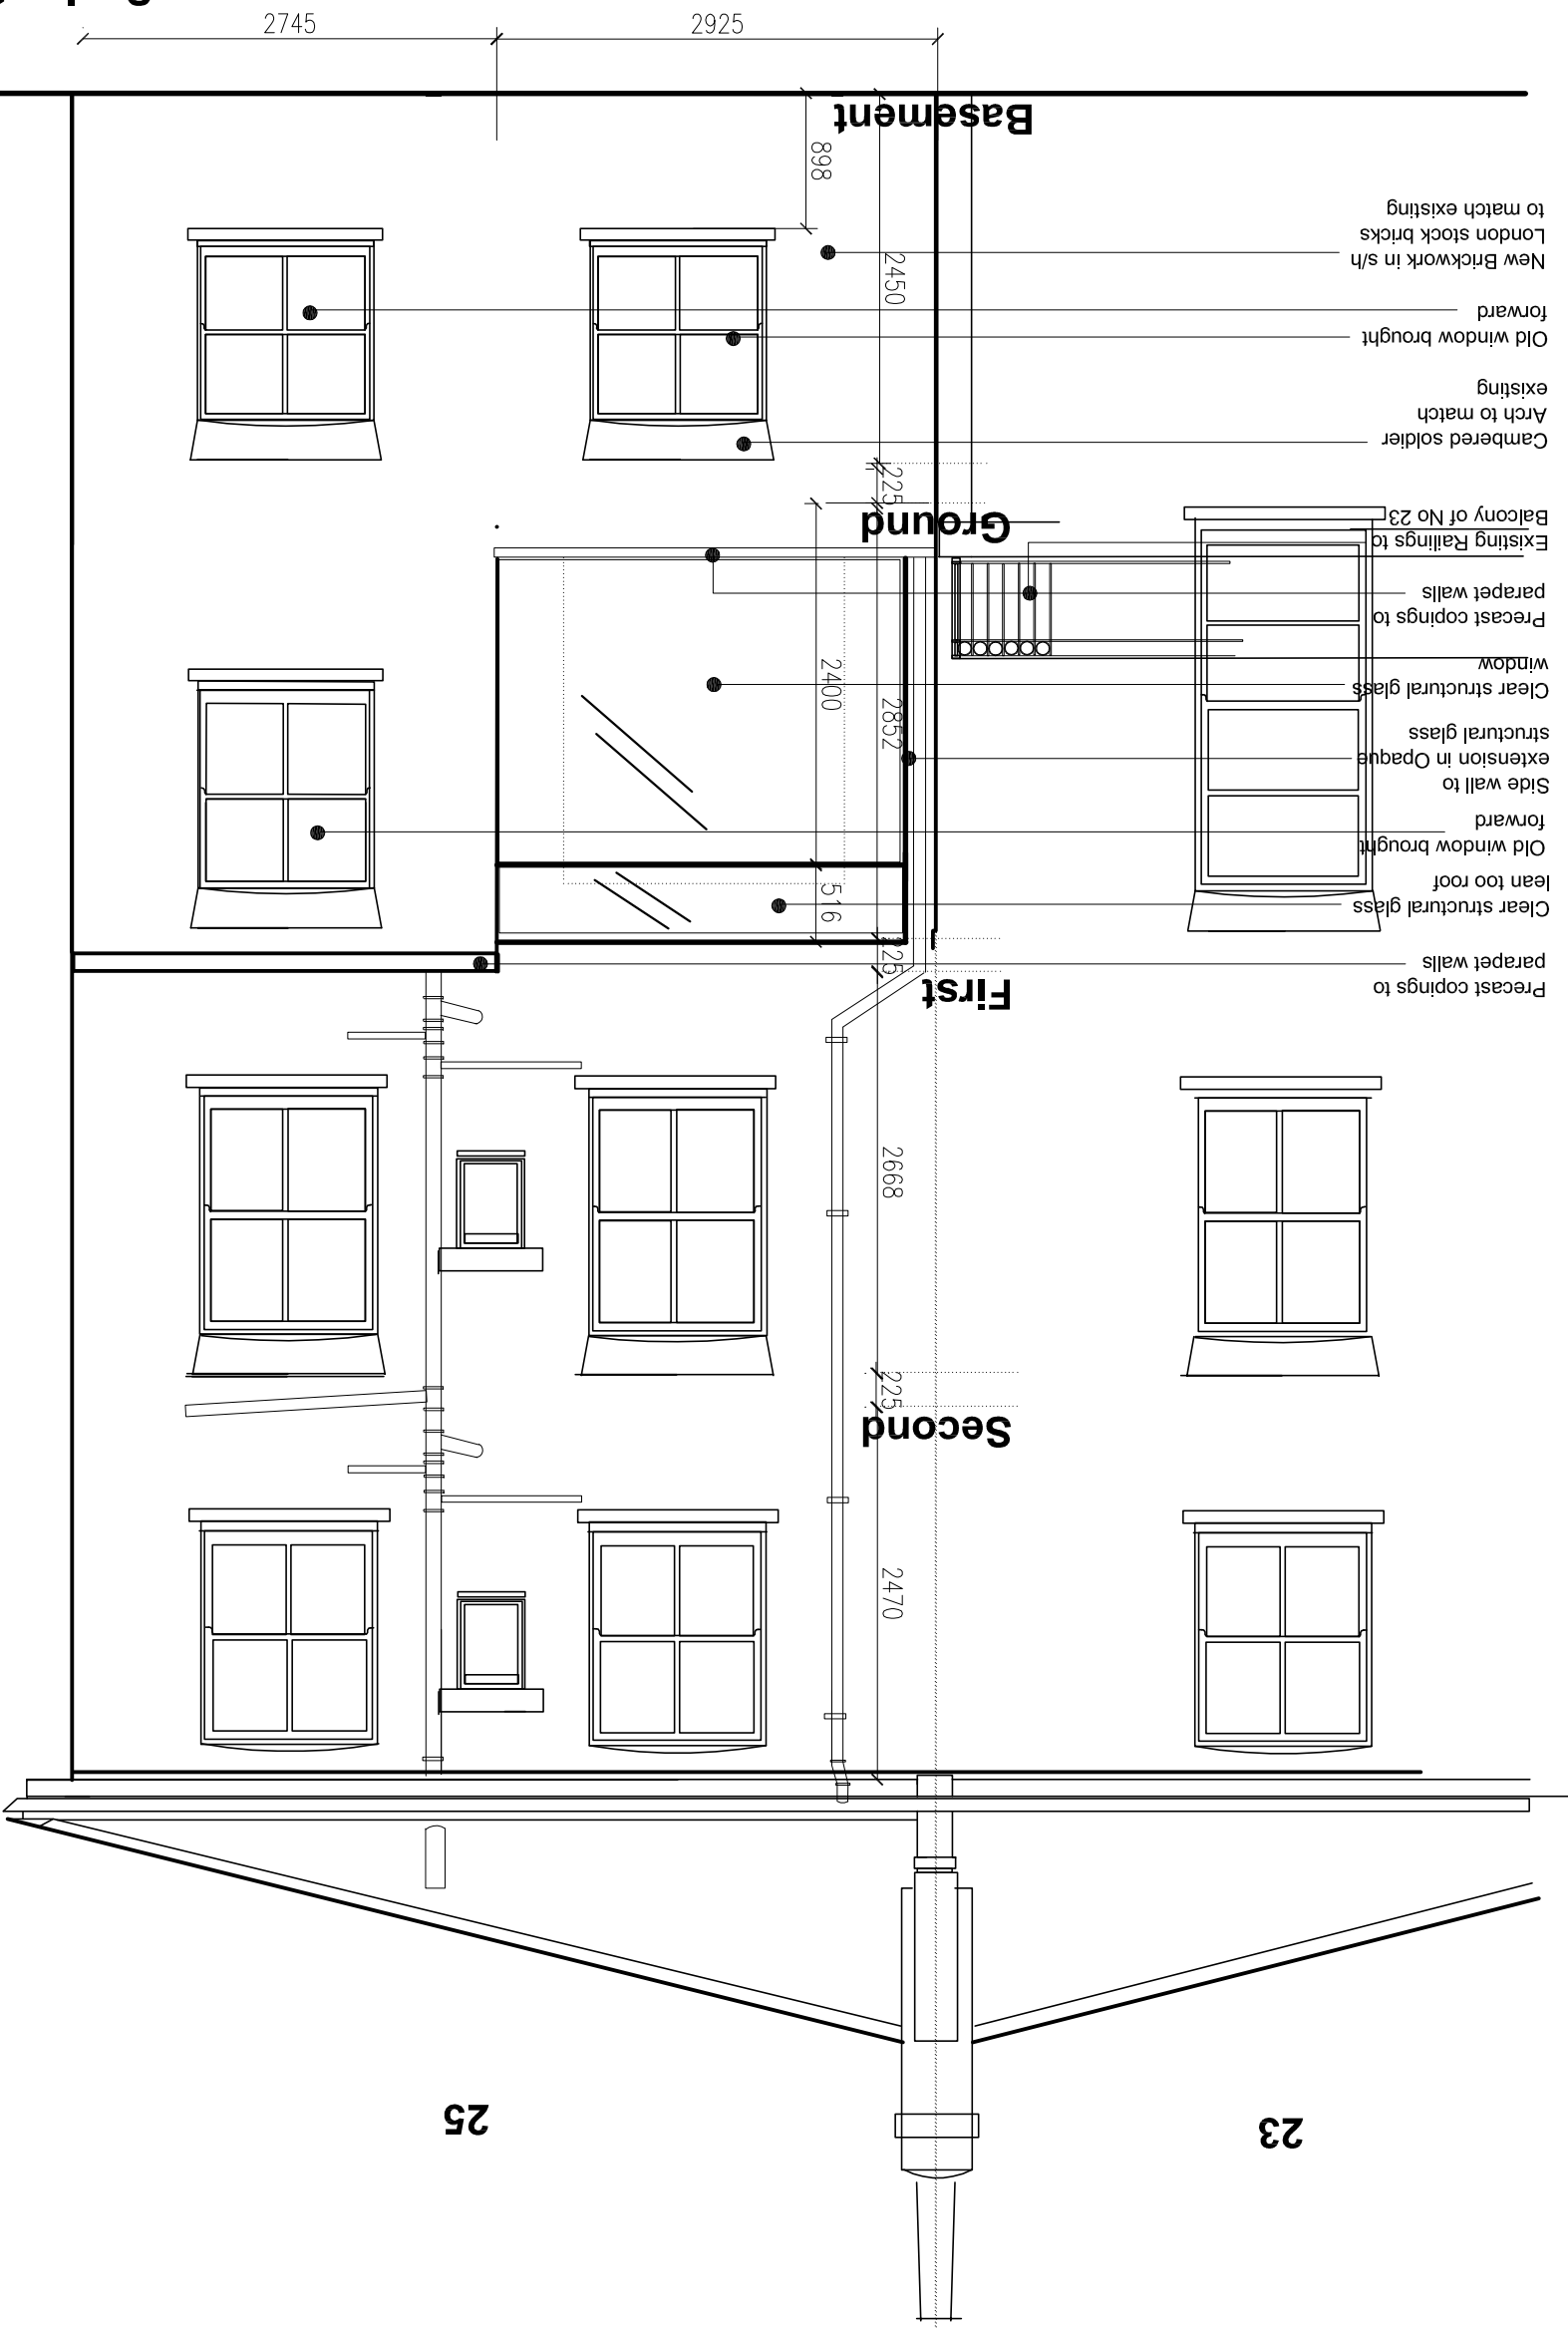 23
25
2470
Second
225
2668
First
225
Precast copings to
parapet walls
Clear structural glass
lean too roof
516
Old window brought
forward
Side wall to
extension in Opaque
structural glass
2852
2400
Clear structural glass
window
Precast copings to
parapet walls
Existing Railings to
Balcony of No 23
Ground
225
Cambered soldier
Arch to match
existing
Old window brought
forward
New Brickwork in s/h
London stock bricks
to match existing
2450
898
Basement
2925
2745